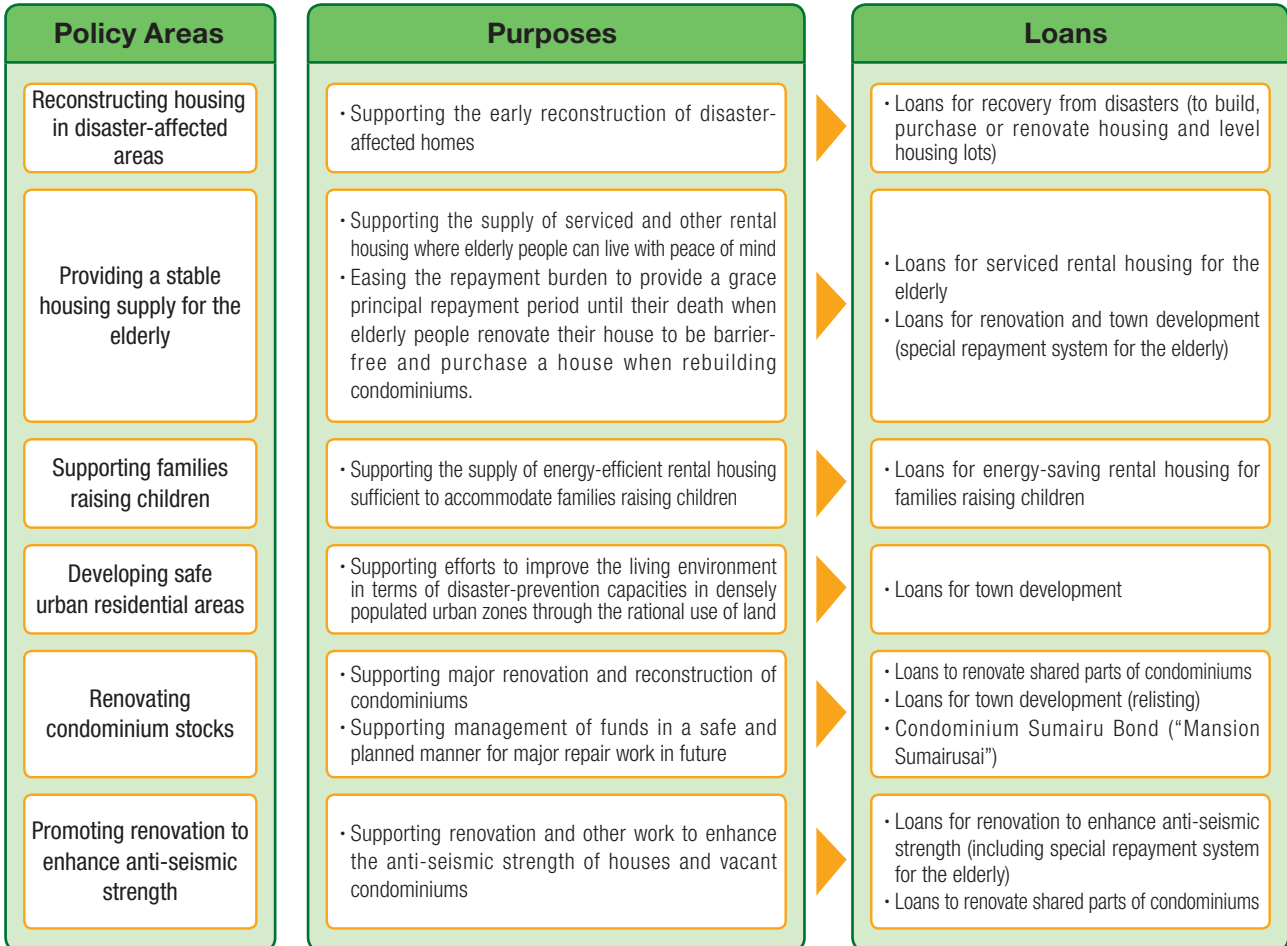 Policy Areas
Purposes
Loans
Reconstructing housing
in disaster-affected
areas
・Supporting the early reconstruction of disaster-
affected homes
・Loans for recovery from disasters (to build,
purchase or renovate housing and level
housing lots)
Providing a stable
housing supply for the
elderly
・Supporting the supply of serviced and other rental
housing where elderly people can live with peace of mind
・Easing the repayment burden to provide a grace
principal repayment period until their death when
elderly people renovate their house to be barrier-
free and purchase a house when rebuilding
condominiums.
・Loans for serviced rental housing for the
elderly
・Loans for renovation and town development
(special repayment system for the elderly)
Supporting families
raising children
・Supporting the supply of energy-efficient rental housing
sufficient to accommodate families raising children
・Loans for energy-saving rental housing for
families raising children
Developing safe
urban residential areas
・Supporting efforts to improve the living environment
in terms of disaster-prevention capacities in densely
populated urban zones through the rational use of land
・Loans for town development
Renovating
condominium stocks
・Supporting major renovation and reconstruction of
condominiums
・Supporting management of funds in a safe and
planned manner for major repair work in future
・Loans to renovate shared parts of condominiums
・Loans for town development (relisting)
・Condominium Sumairu Bond (“Mansion
Sumairusai”)
Promoting renovation to
enhance anti-seismic
strength
・Supporting renovation and other work to enhance
the anti-seismic strength of houses and vacant
condominiums
・Loans for renovation to enhance anti-seismic
strength (including special repayment system
for the elderly)
・Loans to renovate shared parts of condominiums